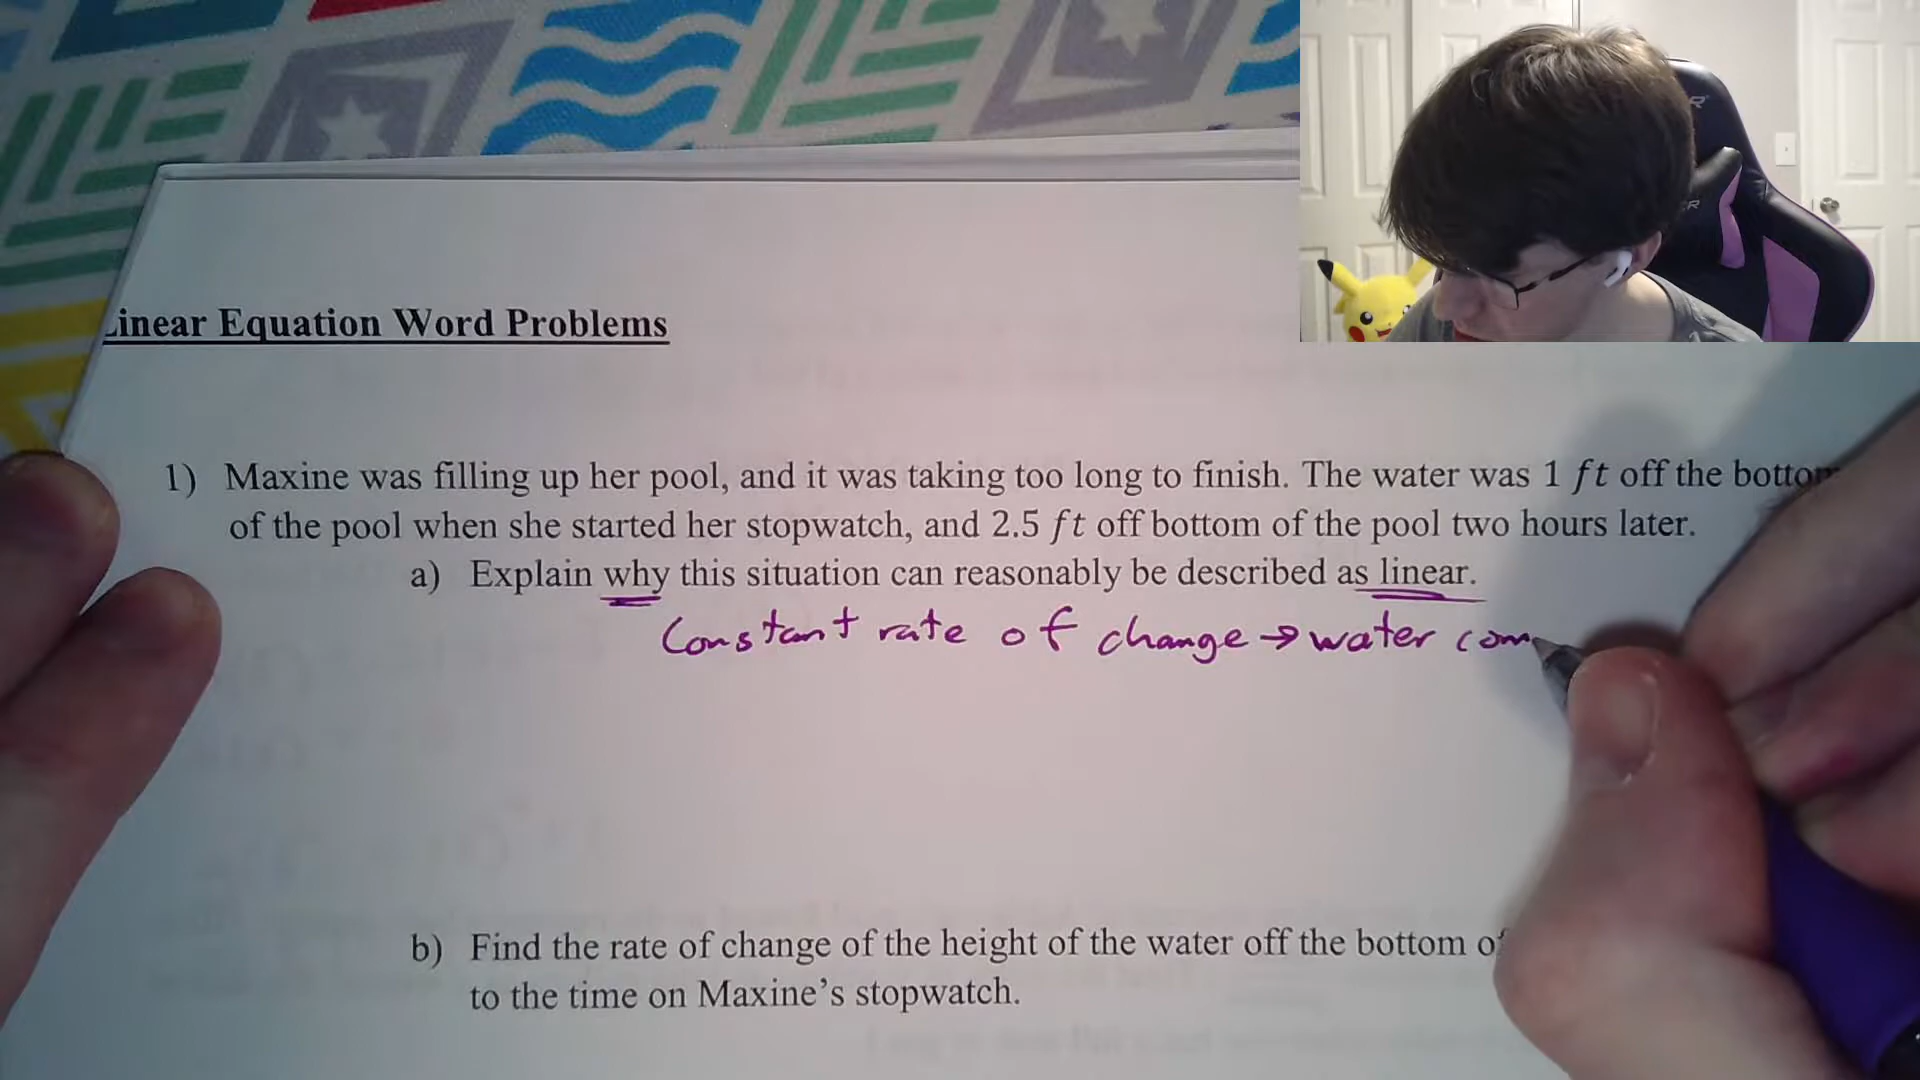 Linear Equation Word Problems
1) Maxine was filling up her pool, and it was taking too long to finish. The water was 1 ft off the bottom
of the pool when she started her stopwatch, and 2.5 ft off bottom of the pool two hours later.
a) Explain why this situation can reasonably be described as linear.
Constant rate of change → water com
b) Find the rate of change of the height of the water off the bottom of
to the time on Maxine's stopwatch.